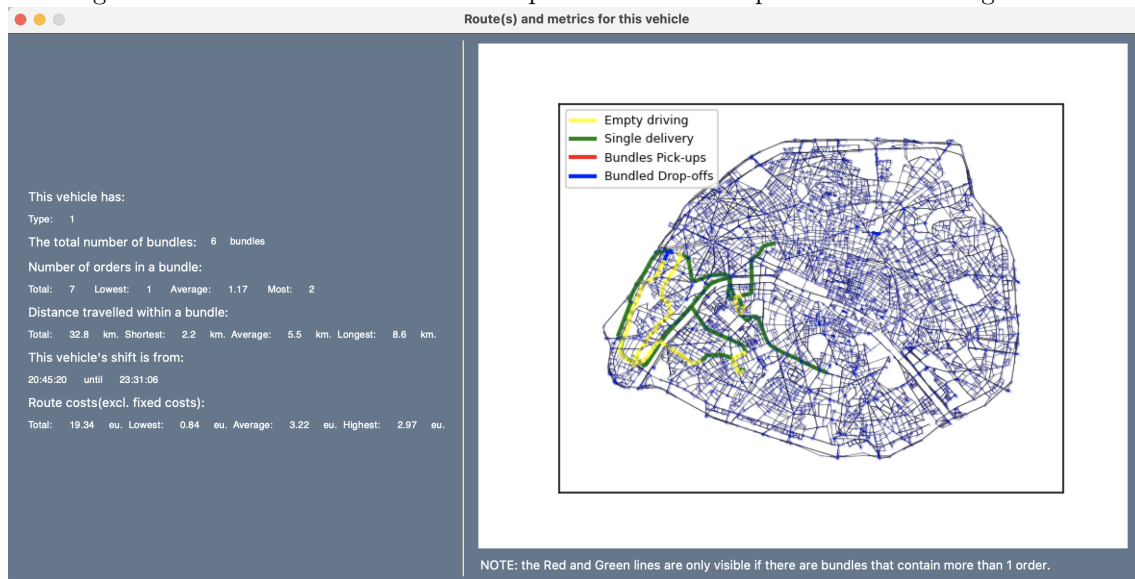 Route(s) and metrics for this vehicle
This vehicle has:
Type: 1
The total number of bundles: 6 bundles
Number of orders in a bundle:
Total: 7 Lowest: 1 Average: 1.17 Most: 2
Distance travelled within a bundle:
Total: 32.8 km. Shortest: 2.2 km. Average: 5.5 km. Longest: 8.6 km.
This vehicle's shift is from:
20:45:20 until 23:31:06
Route costs(excl. fixed costs):
Total: 19.34 eu. Lowest: 0.84 eu. Average: 3.22 eu. Highest: 2.97 eu.
Empty driving
Single delivery
Bundles Pick-ups
Bundled Drop-offs
NOTE: the Red and Green lines are only visible if there are bundles that contain more than 1 order.